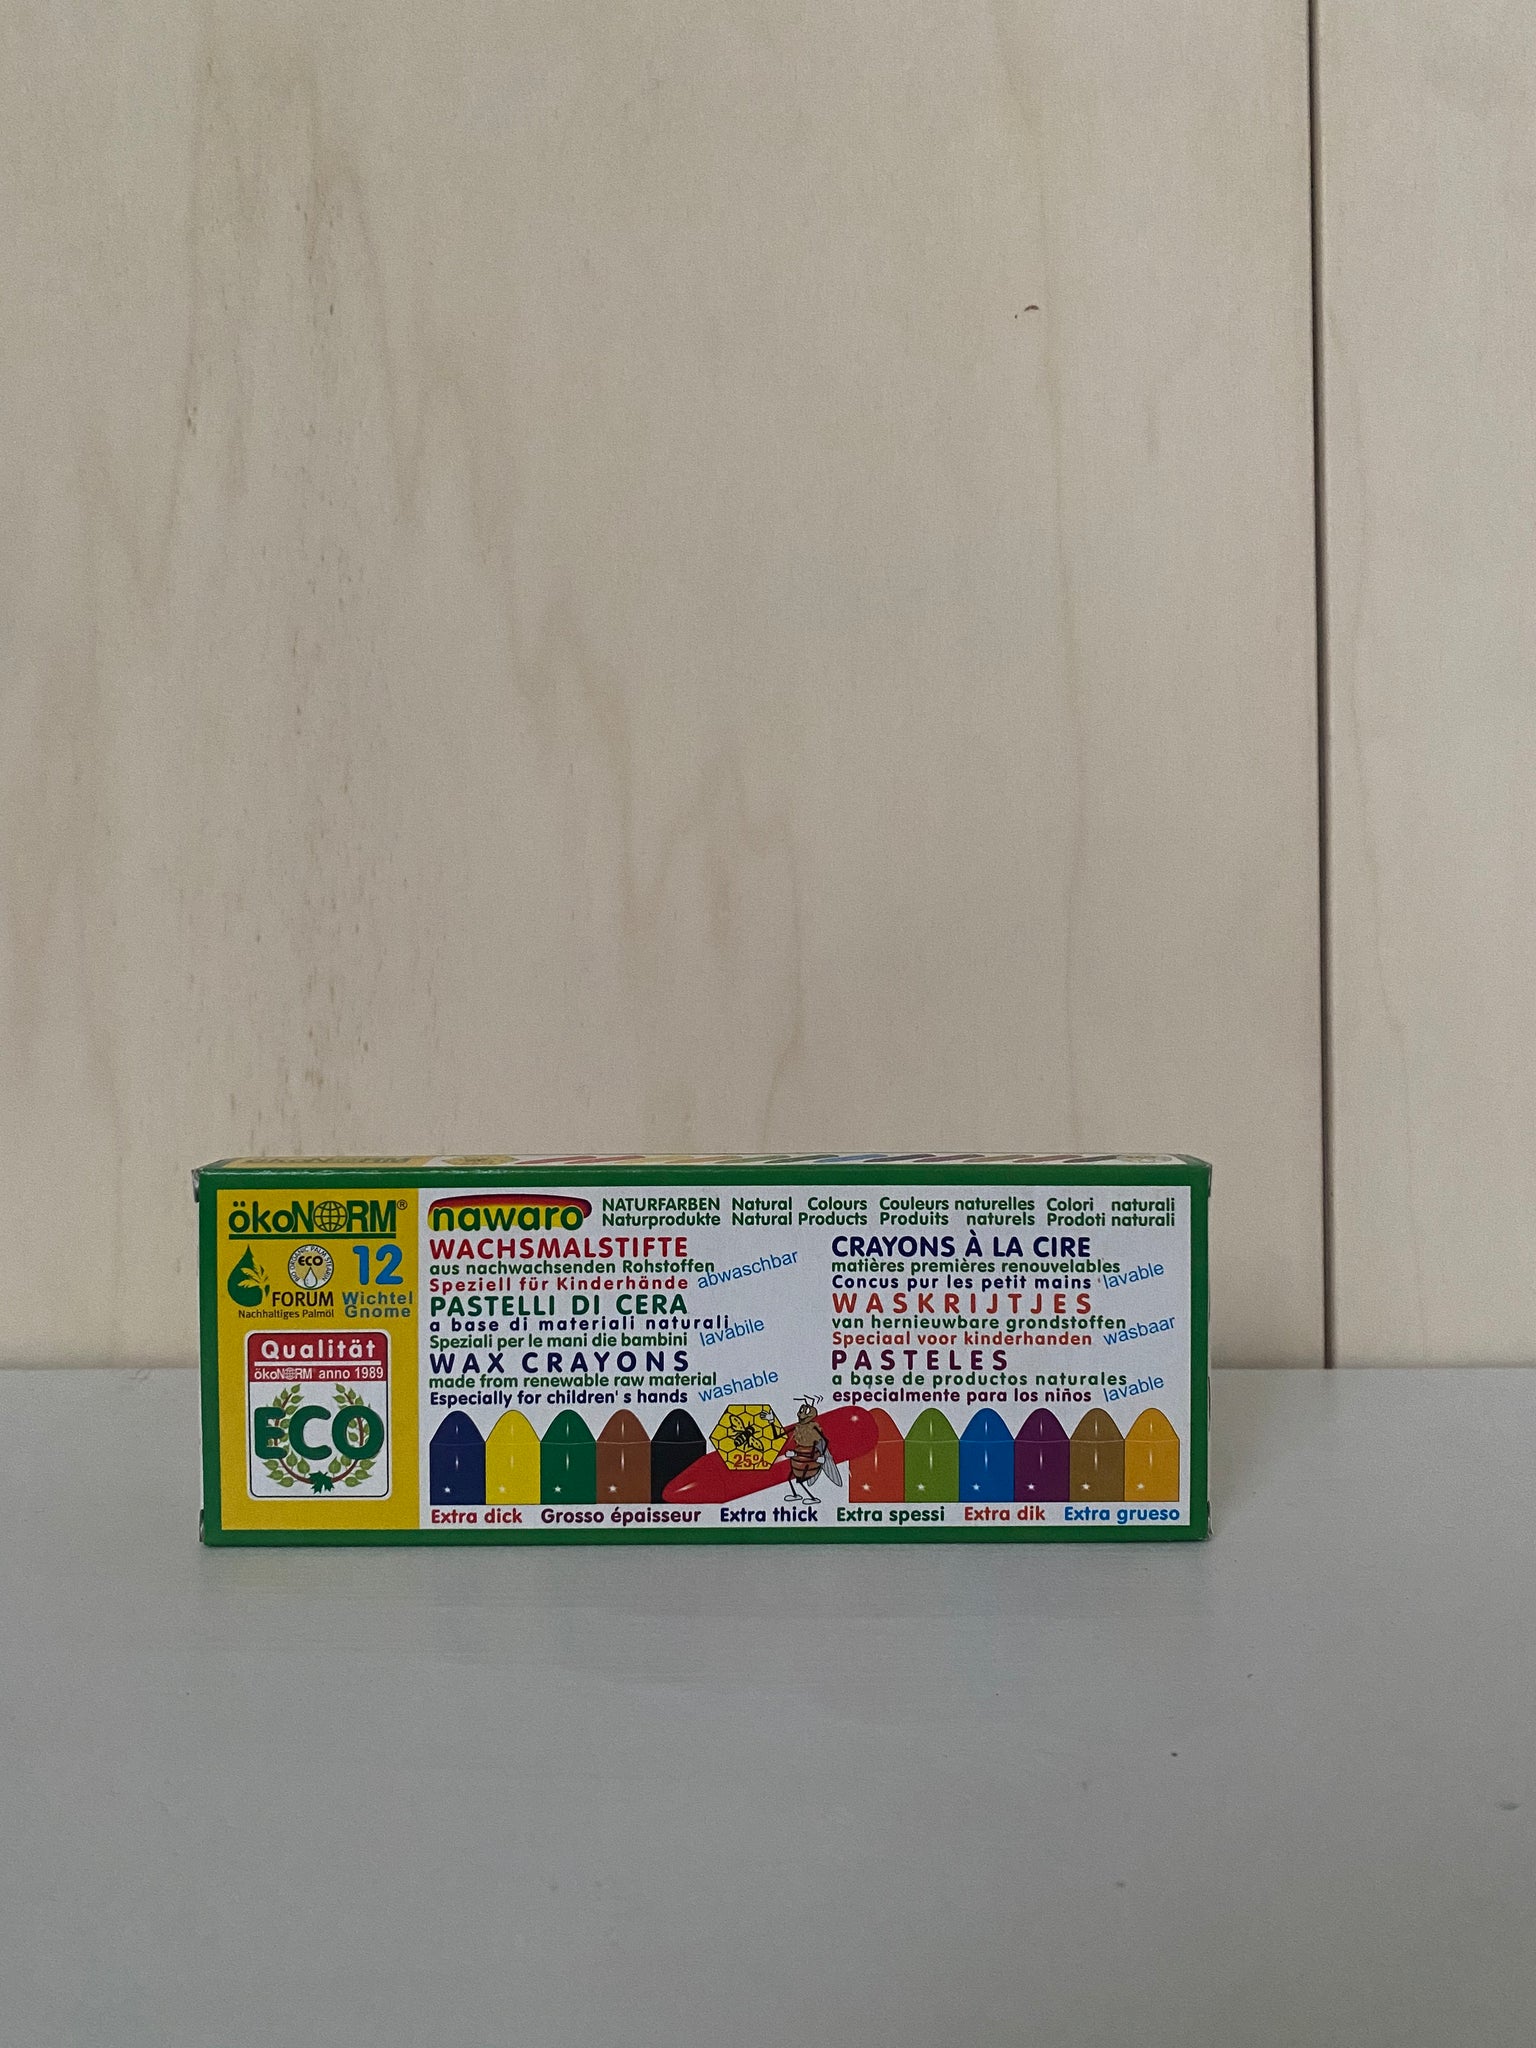 ökoNORM®
FORUM
Nachhaltiges Palmöl
ECO
12
Wichtel
Gnome
Qualität
ökoNORM anno 1989
ECO
nawaro
NATURFARBEN Natural Colours Couleurs naturelles Colori naturali
Naturprodukte Natural Products Produits naturels Prodoti naturali
WACHSMALSTIFTE
aus nachwachsenden Rohstoffen
Speziell für Kinderhände abwaschbar
PASTELLI DI CERA
a base di materiali naturali
Speziali per le mani die bambini lavabile
WAX CRAYONS
made from renewable raw material
Especially for children's hands washable
CRAYONS À LA CIRE
matières premières renouvelables
Concus pur les petit mains lavable
WASKRIJTJES
van hernieuwbare grondstoffen
Speciaal voor kinderhanden wasbaar
PASTELES
a base de productos naturales
especialmente para los niños lavable
25%
Extra dick Grosso épaisseur Extra thick Extra spessi Extra dik Extra grueso